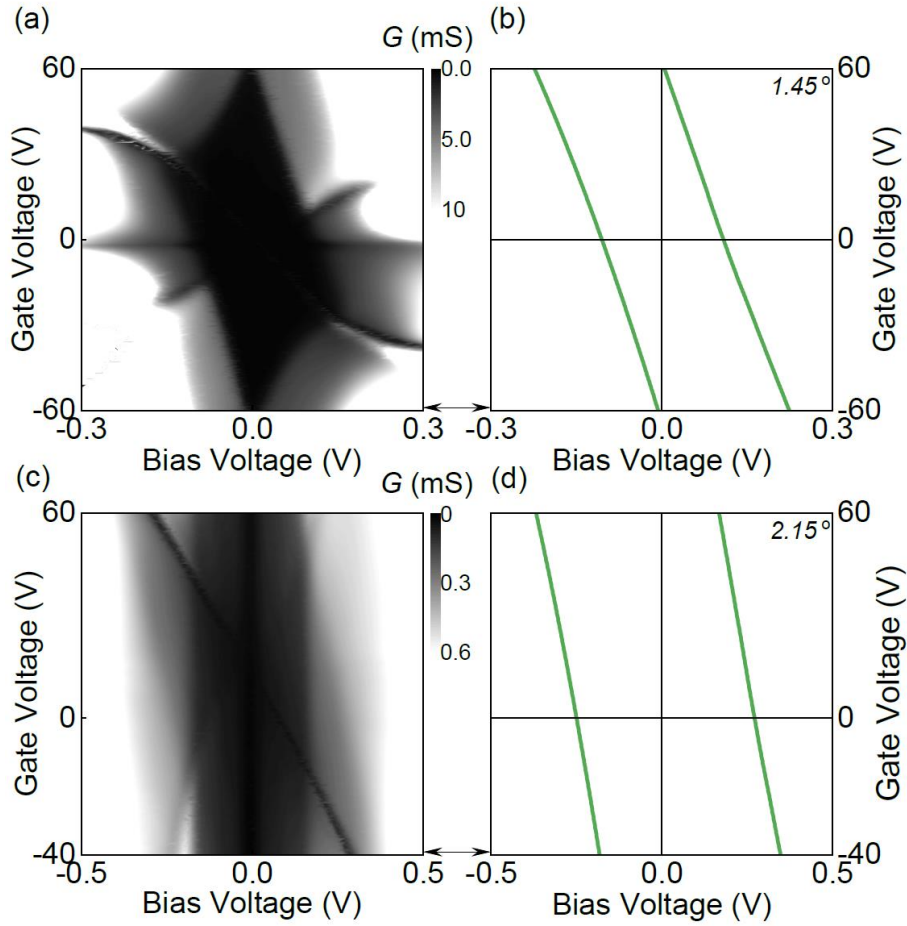 (a)
(b)
G (mS)
60
0.0
5.0
10
60
1.45°
Gate Voltage (V)
0
0
Gate Voltage (V)
-60
-60
-0.3
0.0
0.3
-0.3
0.0
0.3
Bias Voltage (V)
Bias Voltage (V)
(c)
(d)
G (mS)
60
0
0.3
0.6
60
2.15°
Gate Voltage (V)
0
0
Gate Voltage (V)
-40
-40
-0.5
0.0
0.5
-0.5
0.0
0.5
Bias Voltage (V)
Bias Voltage (V)